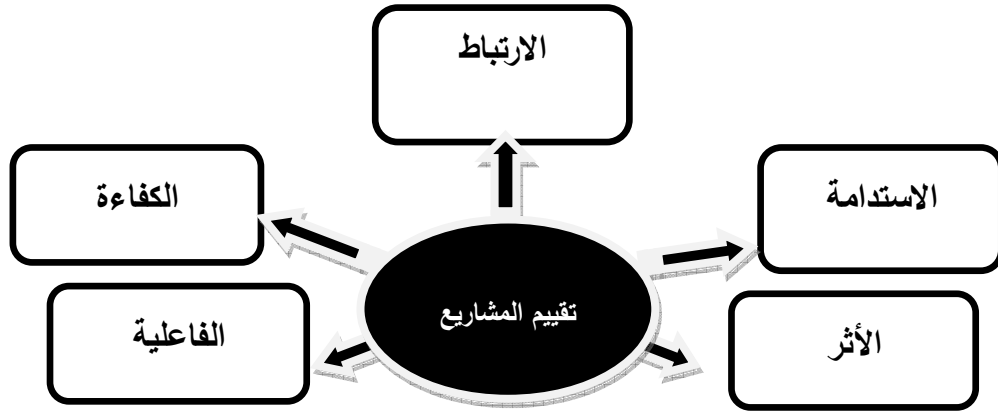 الارتباط
الاستدامة
الكفاءة
تقييم المشاريع
الأثر
الفاعلية